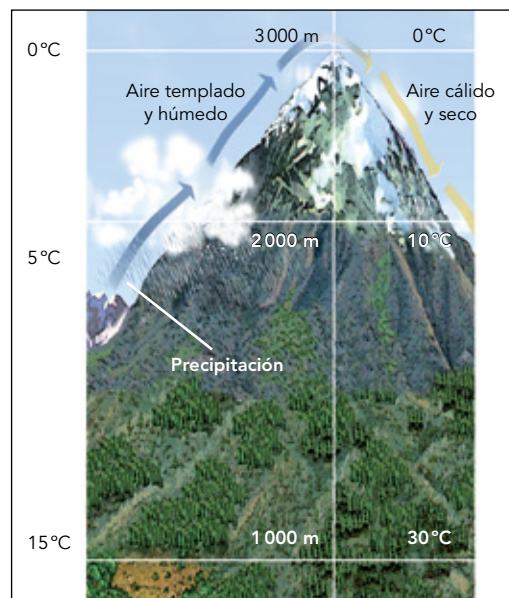 0°C
3 000 m
0°C
Aire templado
y húmedo
Aire cálido
y seco
5°C
2 000 m
10°C
Precipitación
15°C
1 000 m
30°C